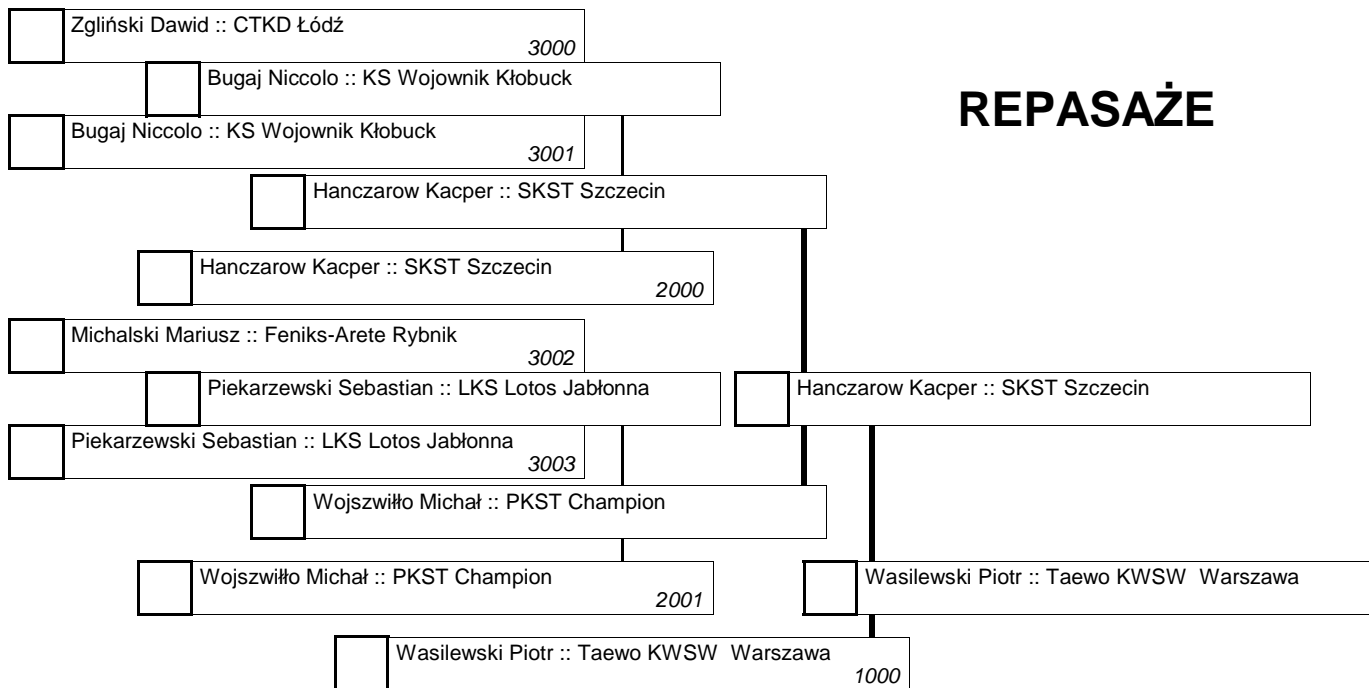 Zgliński Dawid :: CTKD Łódź
3000
Bugaj Niccolo :: KS Wojownik Kłobuck
REPASAŻE
Bugaj Niccolo :: KS Wojownik Kłobuck
3001
Hanczarow Kacper :: SKST Szczecin
Hanczarow Kacper :: SKST Szczecin
2000
Michalski Mariusz :: Feniks-Arete Rybnik
3002
Piekarzewski Sebastian :: LKS Lotos Jabłonna
Hanczarow Kacper :: SKST Szczecin
Piekarzewski Sebastian :: LKS Lotos Jabłonna
3003
Wojszwiłło Michał :: PKST Champion
Wojszwiłło Michał :: PKST Champion
2001
Wasilewski Piotr :: Taewo KWSW  Warszawa
Wasilewski Piotr :: Taewo KWSW  Warszawa
1000